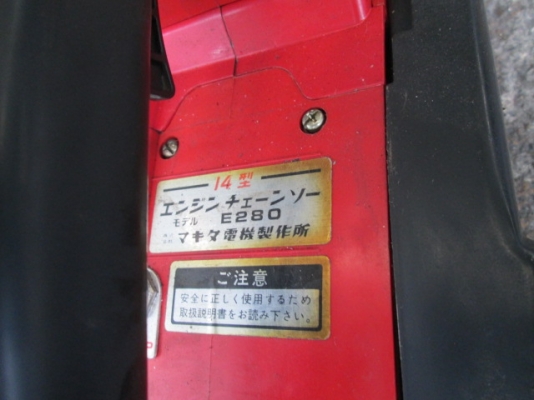 14型
エンジンチェーンソー
モデル E280
マキタ電機製作所
ご注意
安全に正しく使用するため
取扱説明書をお読み下さい。